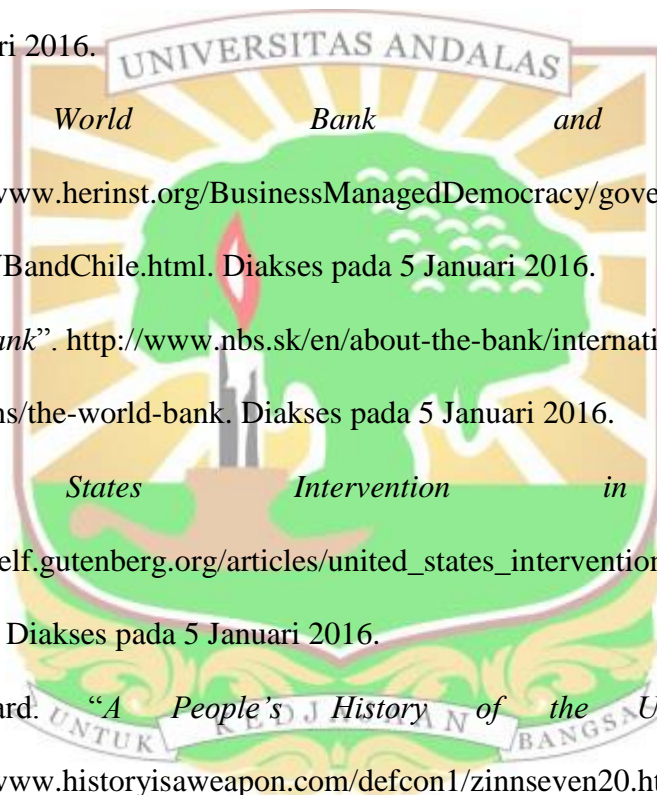 ri 2016.
UNIVERSITAS ANDALAS
World Bank and
www.herinst.org/BusinessManagedDemocracy/gove
BandChile.html. Diakses pada 5 Januari 2016.
ank”. http://www.nbs.sk/en/about-the-bank/internati
ns/the-world-bank. Diakses pada 5 Januari 2016.
States Intervention in
elf.gutenberg.org/articles/united_states_intervention
Diakses pada 5 Januari 2016.
ard. “A People’s History of the U
UNTUK KEDJAJAAN BANGSA
www.historyisaweapon.com/defcon1/zinnseven20.ht